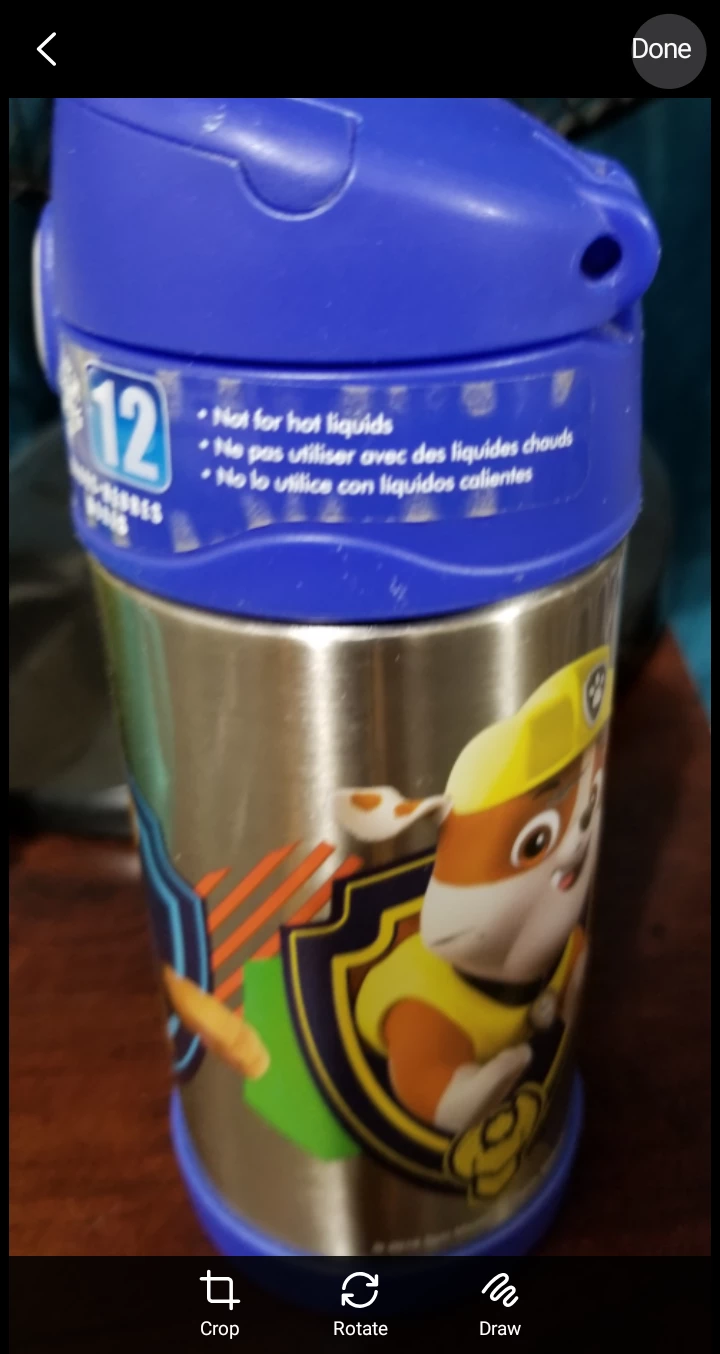 Done
12
• Not for hot liquids
• Ne pas utiliser avec des liquides chauds
• No lo utilice con líquidos calientes
Crop
Rotate
Draw